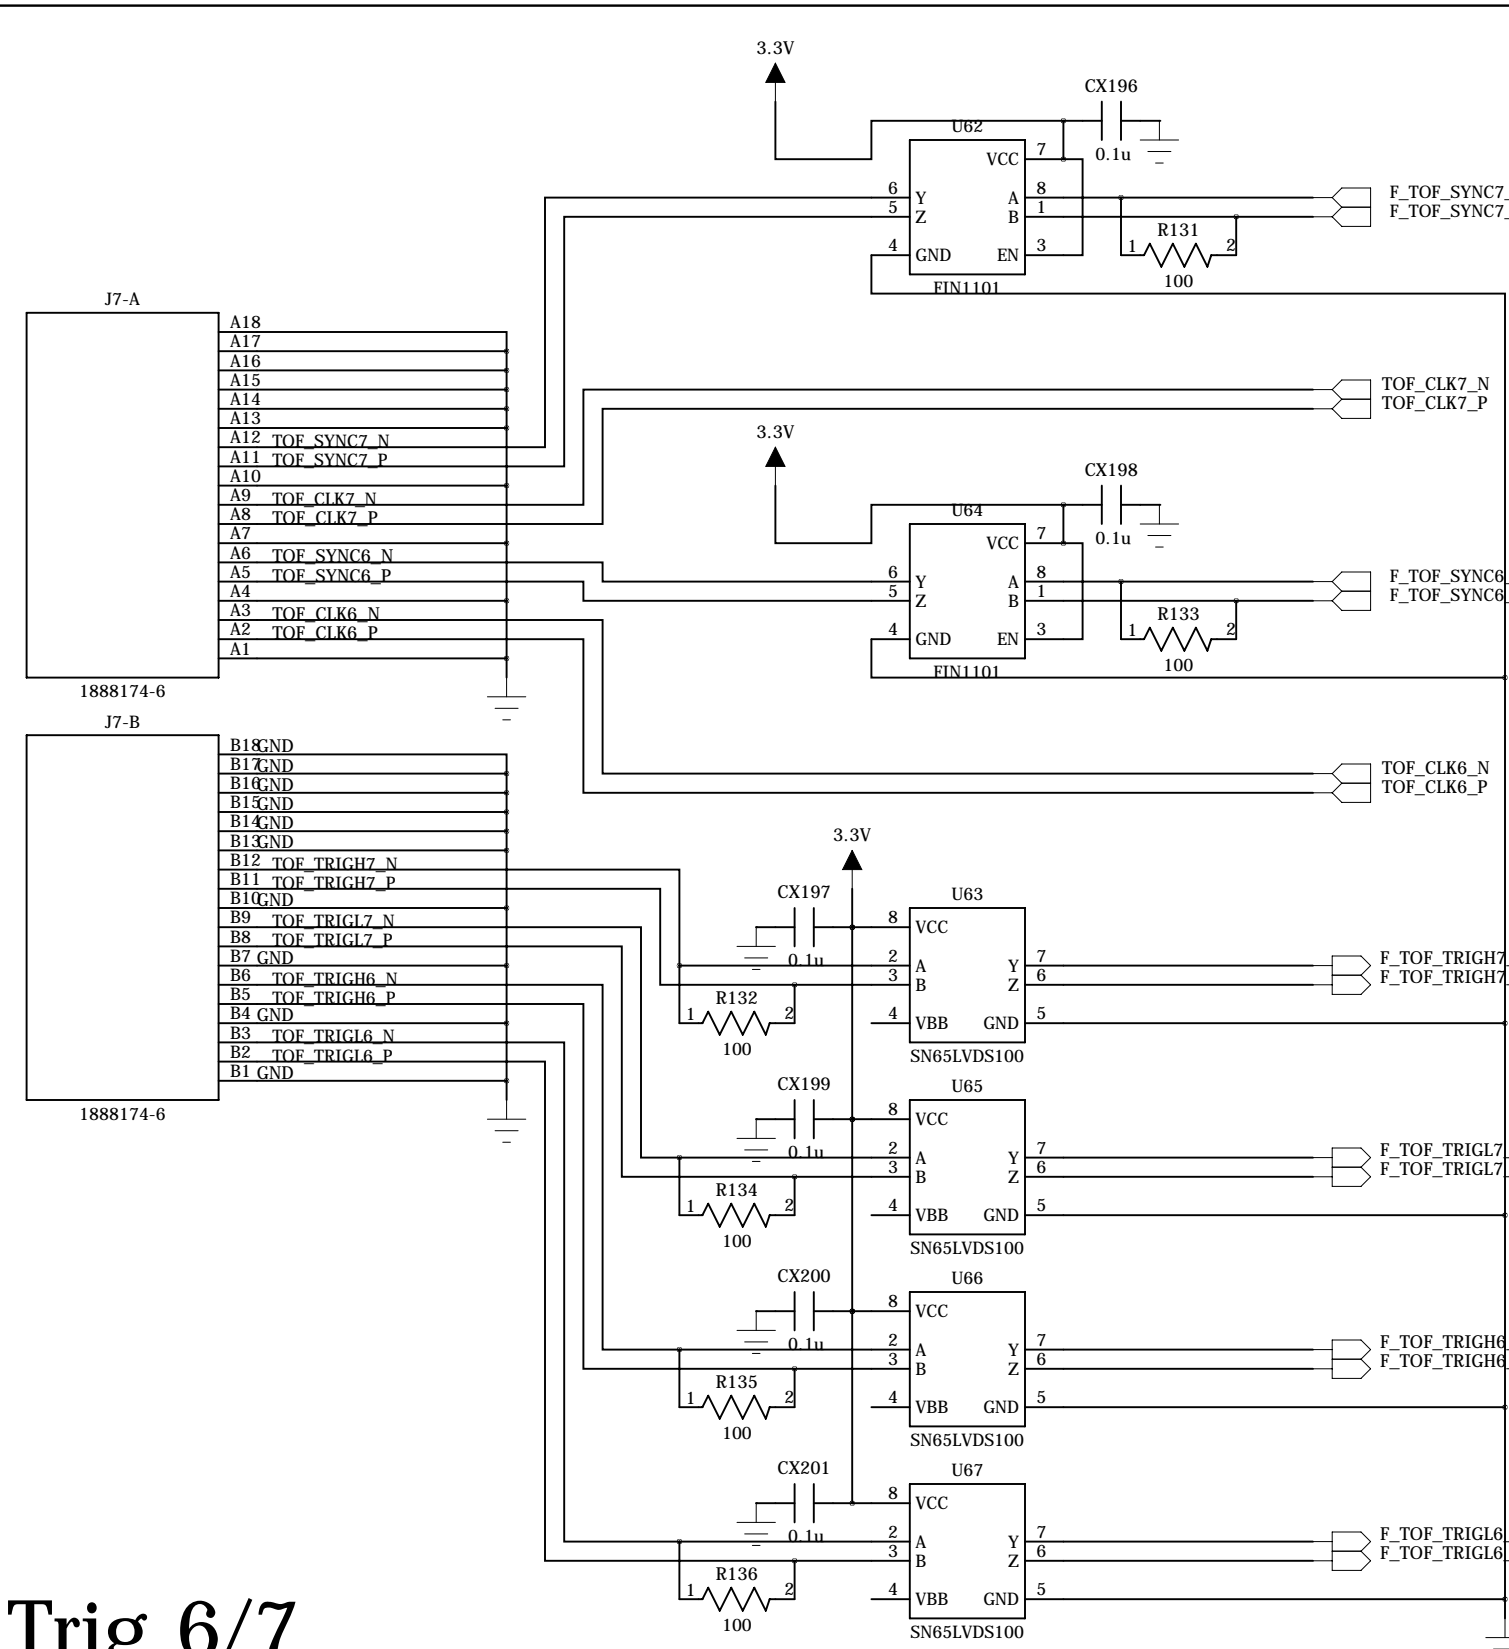 3.3V
CX196
0.1u
U62
VCC 7
6 Y A 8
5 Z B 1
4 GND EN 3
FIN1101
R131
1 2
100
F_TOF_SYNC7_
F_TOF_SYNC7_
J7-A
A18
A17
A16
A15
A14
A13
A12 TOF_SYNC7_N
A11 TOF_SYNC7_P
A10
A9 TOF_CLK7_N
A8 TOF_CLK7_P
A7
A6 TOF_SYNC6_N
A5 TOF_SYNC6_P
A4
A3 TOF_CLK6_N
A2 TOF_CLK6_P
A1
1888174-6
TOF_CLK7_N
TOF_CLK7_P
3.3V
CX198
0.1u
U64
VCC 7
6 Y A 8
5 Z B 1
4 GND EN 3
FIN1101
R133
1 2
100
F_TOF_SYNC6
F_TOF_SYNC6
J7-B
B18 GND
B17 GND
B16 GND
B15 GND
B14 GND
B13 GND
B12 TOF_TRIGH7_N
B11 TOF_TRIGH7_P
B10 GND
B9 TOF_TRIGL7_N
B8 TOF_TRIGL7_P
B7 GND
B6 TOF_TRIGH6_N
B5 TOF_TRIGH6_P
B4 GND
B3 TOF_TRIGL6_N
B2 TOF_TRIGL6_P
B1 GND
1888174-6
TOF_CLK6_N
TOF_CLK6_P
3.3V
CX197
0.1u
U63
8 VCC
2 A Y 7
3 B Z 6
4 VBB GND 5
SN65LVDS100
R132
1 2
100
F_TOF_TRIGH7
F_TOF_TRIGH7
CX199
0.1u
U65
8 VCC
2 A Y 7
3 B Z 6
4 VBB GND 5
SN65LVDS100
R134
1 2
100
F_TOF_TRIGL7
F_TOF_TRIGL7
CX200
0.1u
U66
8 VCC
2 A Y 7
3 B Z 6
4 VBB GND 5
SN65LVDS100
R135
1 2
100
F_TOF_TRIGH6
F_TOF_TRIGH6
CX201
0.1u
U67
8 VCC
2 A Y 7
3 B Z 6
4 VBB GND 5
SN65LVDS100
R136
1 2
100
F_TOF_TRIGL6
F_TOF_TRIGL6
Trig 6/7